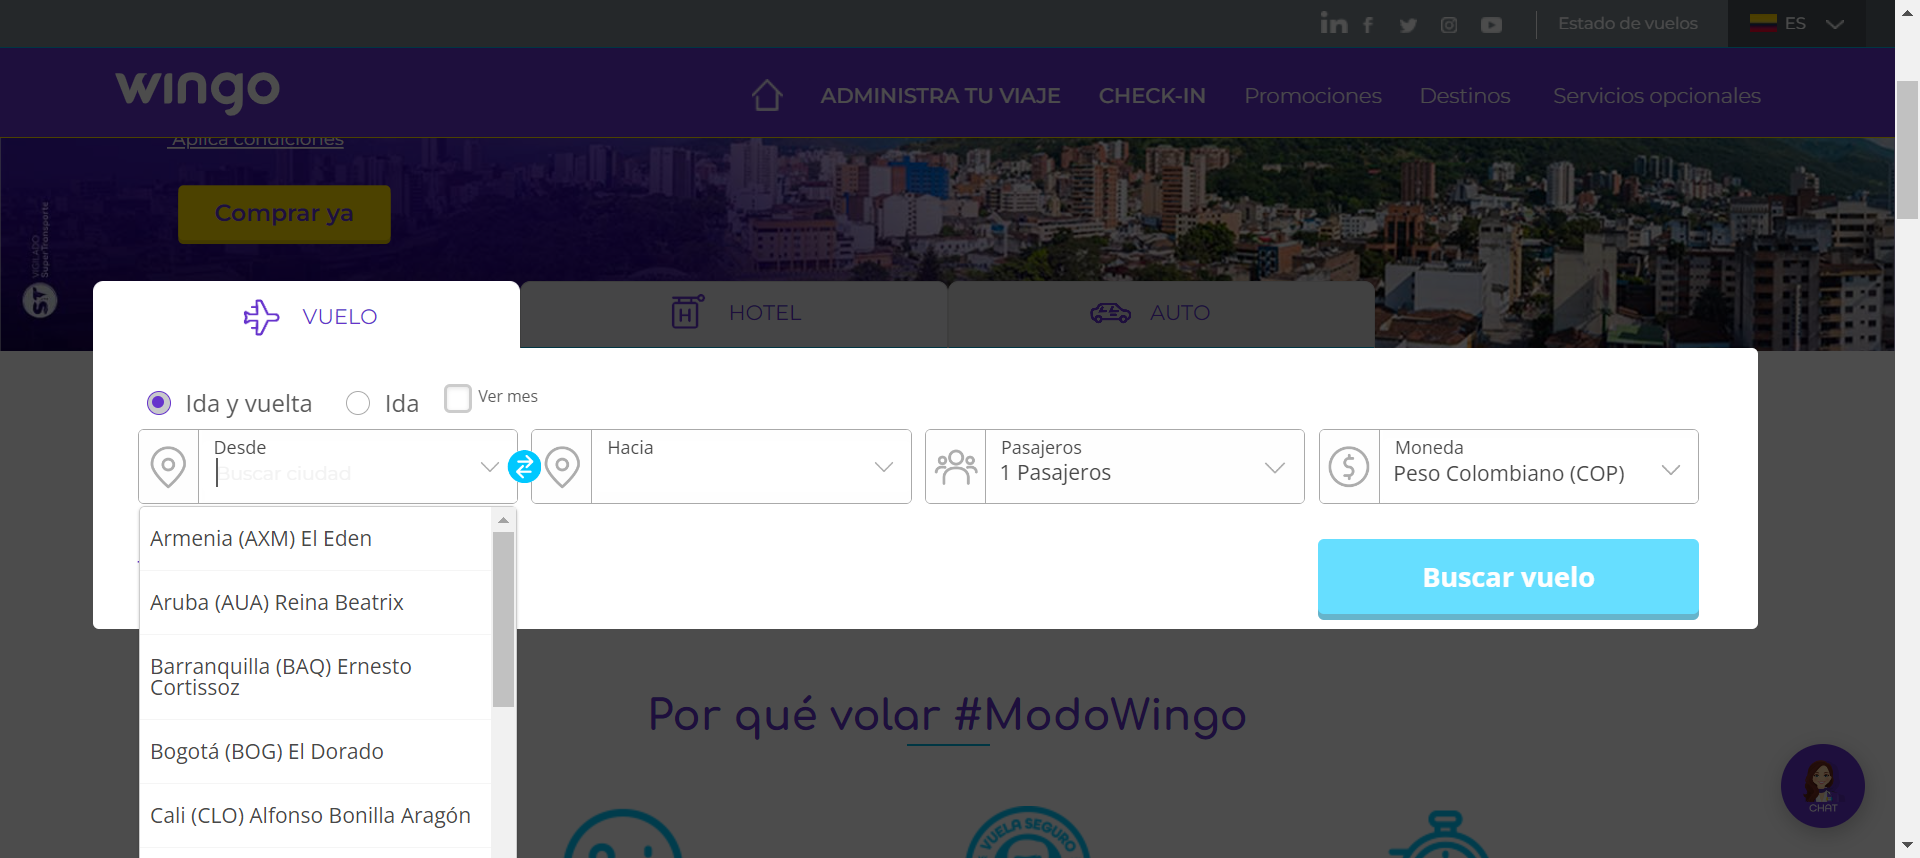 Estado de vuelos
ES
wingo
ADMINISTRA TU VIAJE
CHECK-IN
Promociones
Destinos
Servicios opcionales
Aplica condiciones
Comprar ya
VIGILADO
SuperTransporte
ST
VUELO
HOTEL
AUTO
Ida y vuelta
Ida
Ver mes
Desde
Buscar ciudad
Hacia
Pasajeros
1 Pasajeros
Moneda
Peso Colombiano (COP)
Armenia (AXM) El Eden
Aruba (AUA) Reina Beatrix
Barranquilla (BAQ) Ernesto
Cortissoz
Bogotá (BOG) El Dorado
Cali (CLO) Alfonso Bonilla Aragón
Buscar vuelo
Por qué volar #ModoWingo
VUELA SEGURO
CHAT